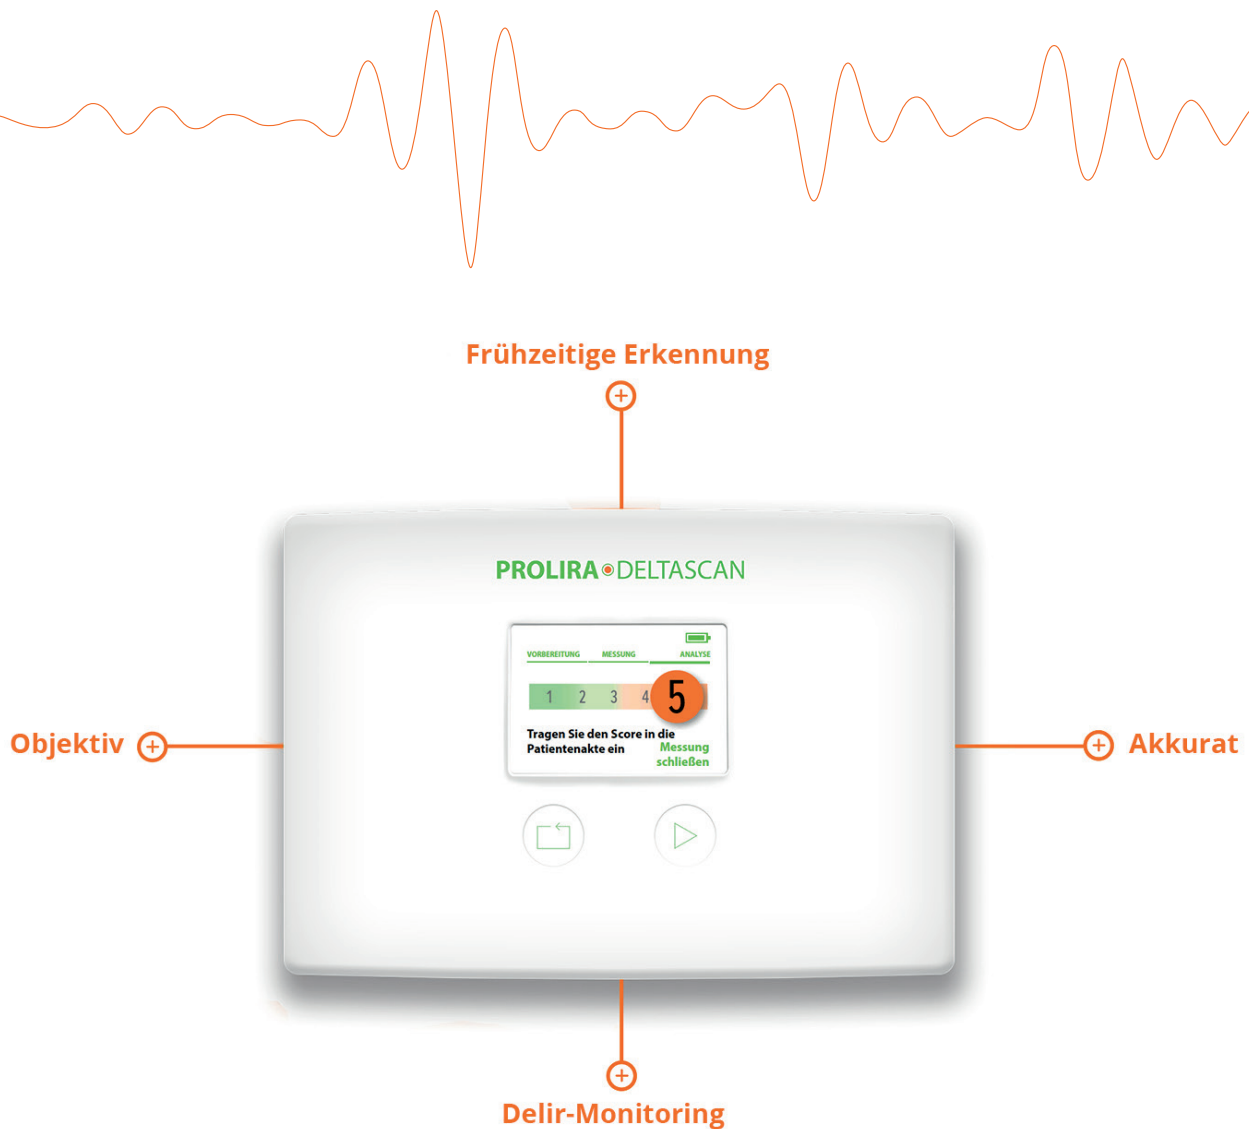 Frühzeitige Erkennung
PROLIRA DELTASCAN
VORBEREITUNG MESSUNG ANALYSE
1 2 3 4 5
Tragen Sie den Score in die
Patientenakte ein
Messung
schließen
Objektiv
Akkurat
Delir-Monitoring